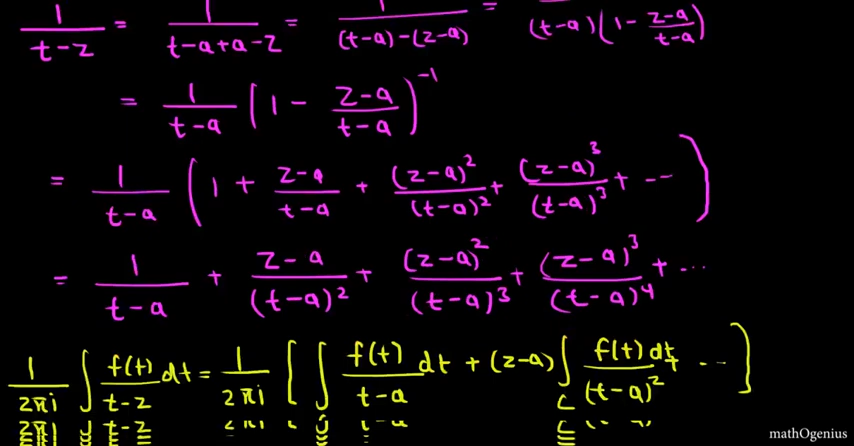 1/(t-z) = 1/(t-a+a-z) = 1/((t-a)-(z-a)) = /((t-a)(1 - (z-a)/(t-a)))
= 1/(t-a) (1 - (z-a)/(t-a))^-1
= 1/(t-a) (1 + (z-a)/(t-a) + (z-a)^2/(t-a)^2 + (z-a)^3/(t-a)^3 + ---)
= 1/(t-a) + (z-a)/(t-a)^2 + (z-a)^2/(t-a)^3 + (z-a)^3/(t-a)^4 + ...
1/(2πi) ∫ f(t)/(t-z) dt = 1/(2πi) [ ∫ f(t)/(t-a) dt + (z-a) ∫_c f(t) dt/(t-a)^2 + --- ]
mathOgenius